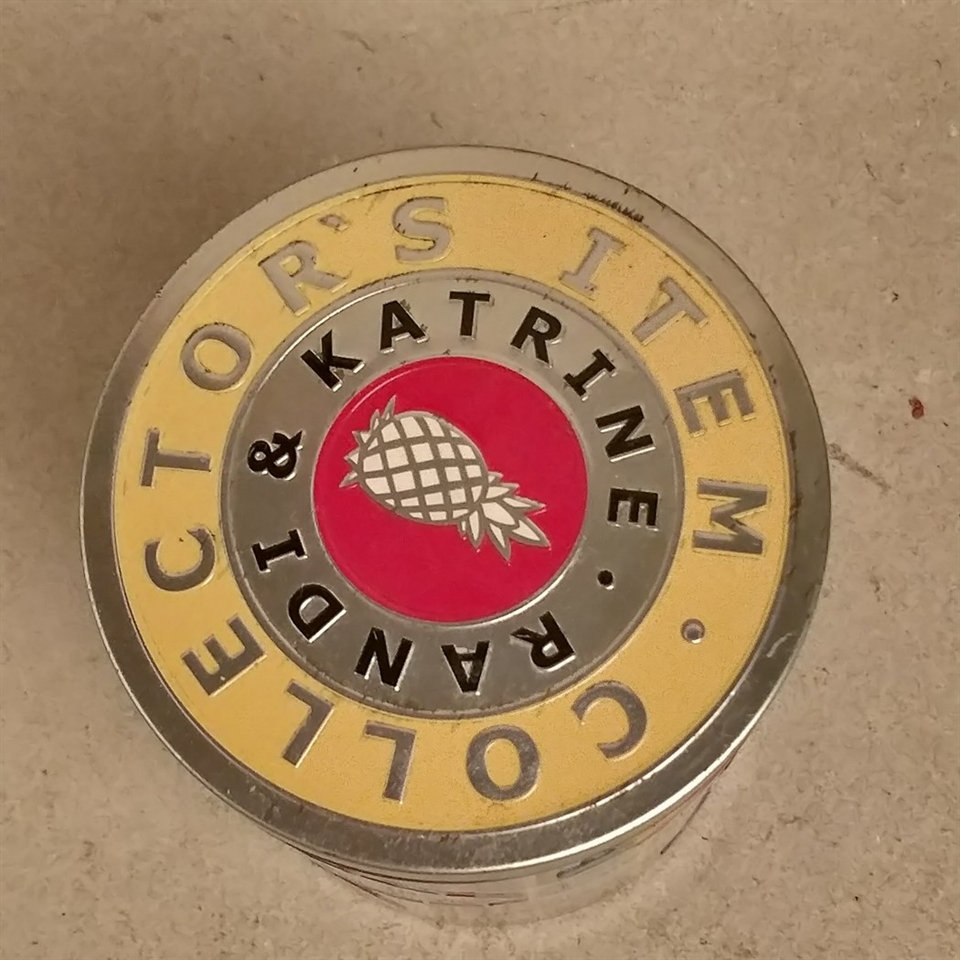 COLLECTOR'S ITEM •
RANDI & KATRINE •